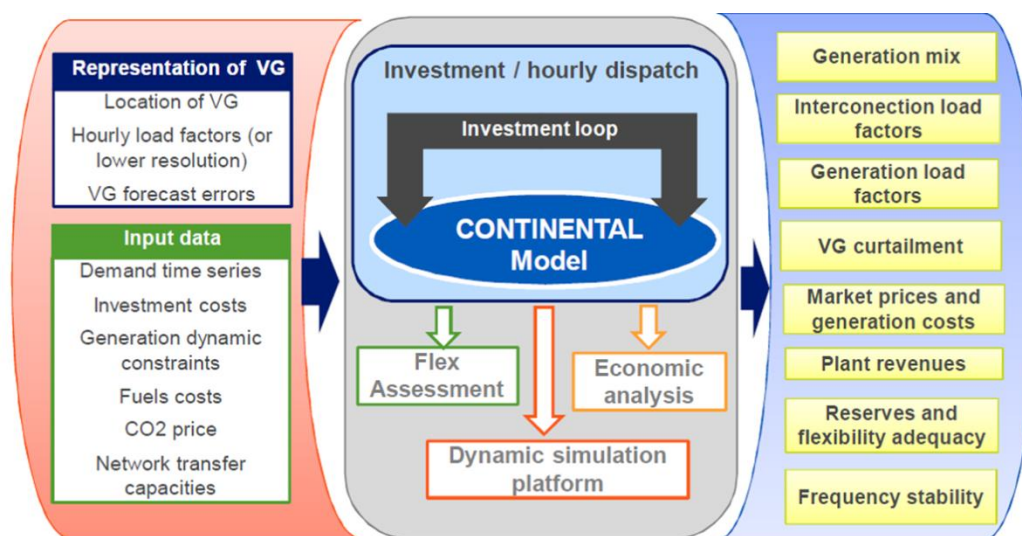 Representation of VG
Location of VG
Hourly load factors (or
lower resolution)
VG forecast errors
Input data
Demand time series
Investment costs
Generation dynamic
constraints
Fuels costs
CO2 price
Network transfer
capacities
Investment / hourly dispatch
Investment loop
CONTINENTAL
Model
Flex
Assessment
Economic
analysis
Dynamic simulation
platform
Generation mix
Interconection load
factors
Generation load
factors
VG curtailment
Market prices and
generation costs
Plant revenues
Reserves and
flexibility adequacy
Frequency stability